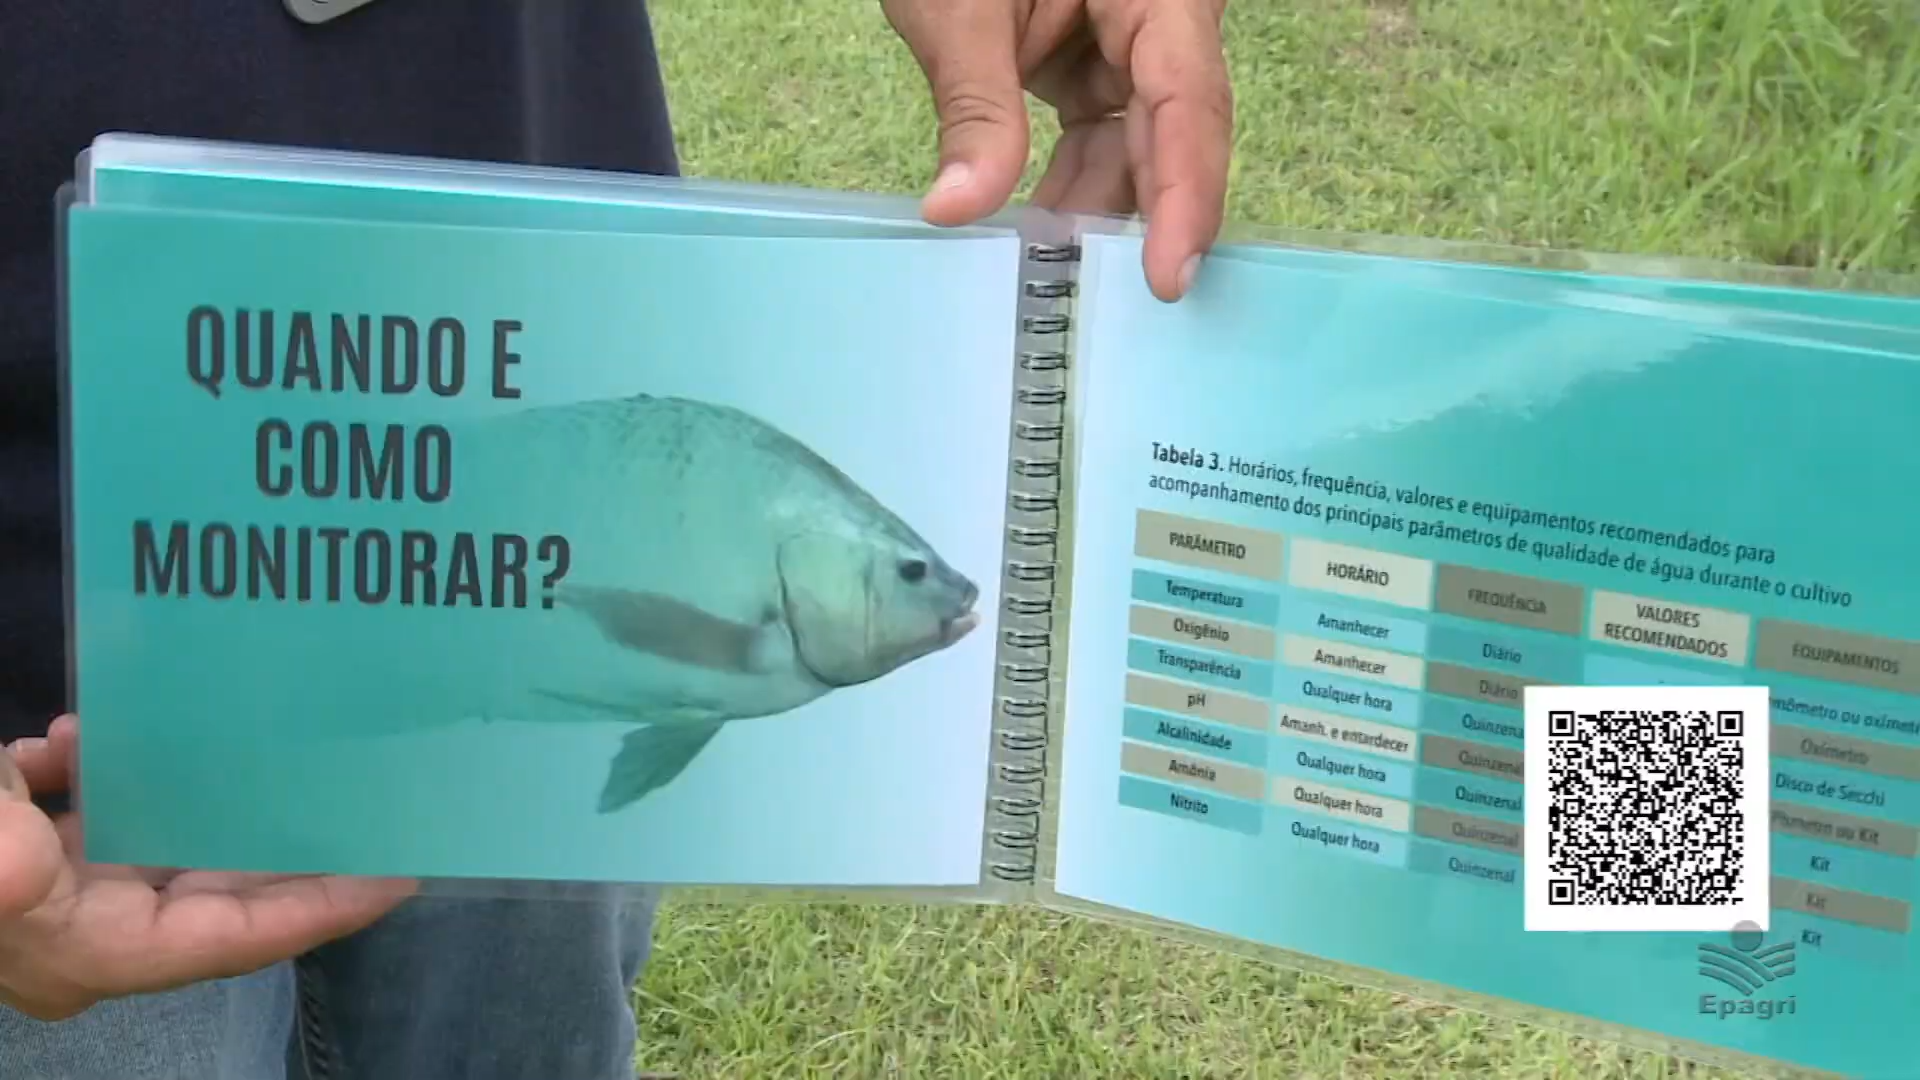 QUANDO E
COMO
MONITORAR?
Tabela 3. Horários, frequência, valores e equipamentos recomendados para
acompanhamento dos principais parâmetros de qualidade de água durante o cultivo
PARÂMETRO HORÁRIO FREQUÊNCIA VALORES RECOMENDADOS EQUIPAMENTOS
Temperatura Amanhecer Diário
Oxigênio Amanhecer Diário Oxímetro
Transparência Qualquer hora Disco de Secchi
pH Amanh. e entardecer Quinzenal ou Kit
Alcalinidade Qualquer hora Quinzenal Kit
Amônia Qualquer hora Quinzenal Kit
Nitrito Qualquer hora Quinzenal Kit
Epagri